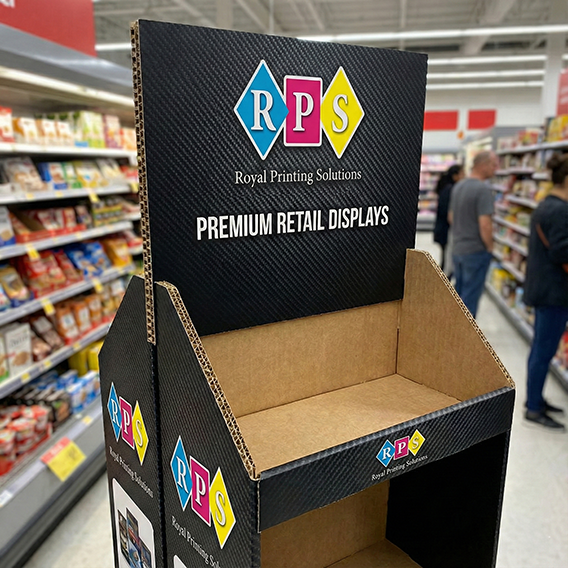 RPS
Royal Printing Solutions
PREMIUM RETAIL DISPLAYS
RPS
Royal Printing Solutions
RPS
Royal Printing Solutions
RPS
Royal Printing Solutions